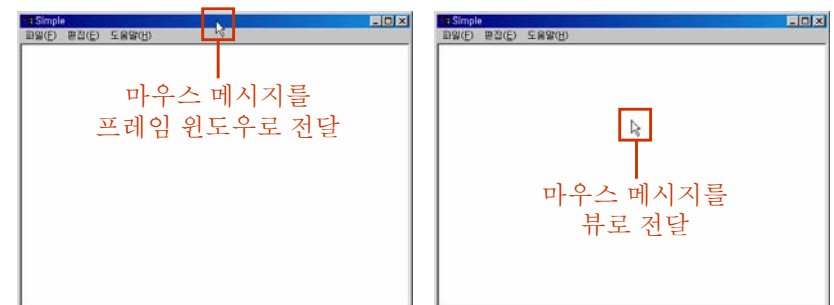 Simple
파일(F) 편집(E) 도움말(H)
마우스 메시지를
프레임 윈도우로 전달
Simple
파일(F) 편집(E) 도움말(H)
마우스 메시지를
뷰로 전달